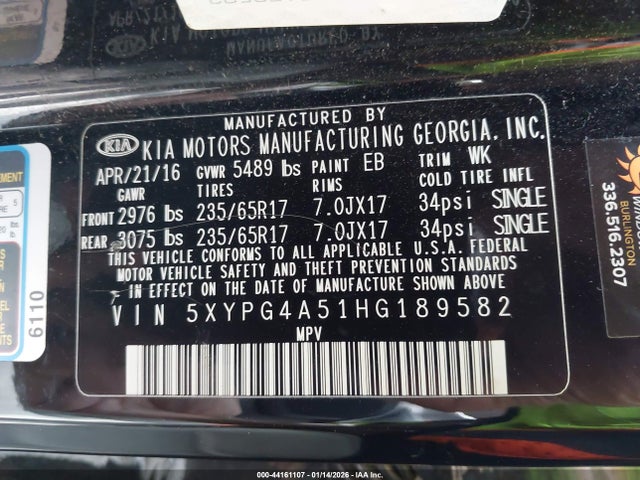 MANUFACTURED BY
KIA KIA MOTORS MANUFACTURING GEORGIA, INC.
APR/21/16 GVWR 5489 lbs PAINT EB TRIM WK
GAWR TIRES RIMS COLD TIRE INFL
FRONT 2976 lbs 235/65R17 7.0JX17 34psi SINGLE
REAR 3075 lbs 235/65R17 7.0JX17 34psi SINGLE
THIS VEHICLE CONFORMS TO ALL APPLICABLE U.S.A. FEDERAL
MOTOR VEHICLE SAFETY AND THEFT PREVENTION STANDARDS
IN EFFECT ON THE DATE OF MANUFACTURE SHOWN ABOVE
VIN 5XYPG4A51HG189582
MPV
6110
BURLINGTON
336.516.2307
000-44161107 - 01/14/2026 - IAA Inc.